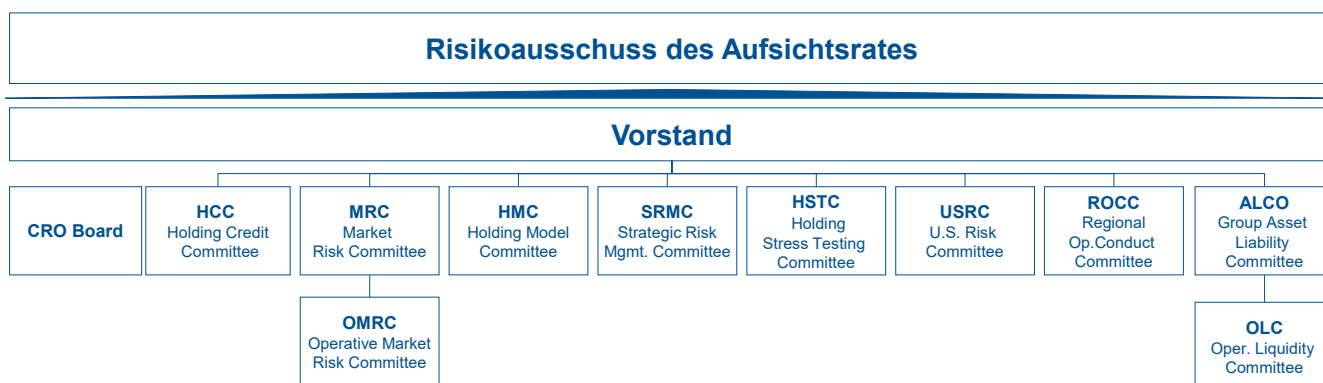 Risikoausschuss des Aufsichtsrates
Vorstand
CRO Board
HCC
Holding Credit
Committee
MRC
Market
Risk Committee
HMC
Holding Model
Committee
SRMC
Strategic Risk
Mgmt. Committee
HSTC
Holding
Stress Testing
Committee
USRC
U.S. Risk
Committee
ROCC
Regional
Op.Conduct
Committee
ALCO
Group Asset
Liability
Committee
OMRC
Operative Market
Risk Committee
OLC
Oper. Liquidity
Committee